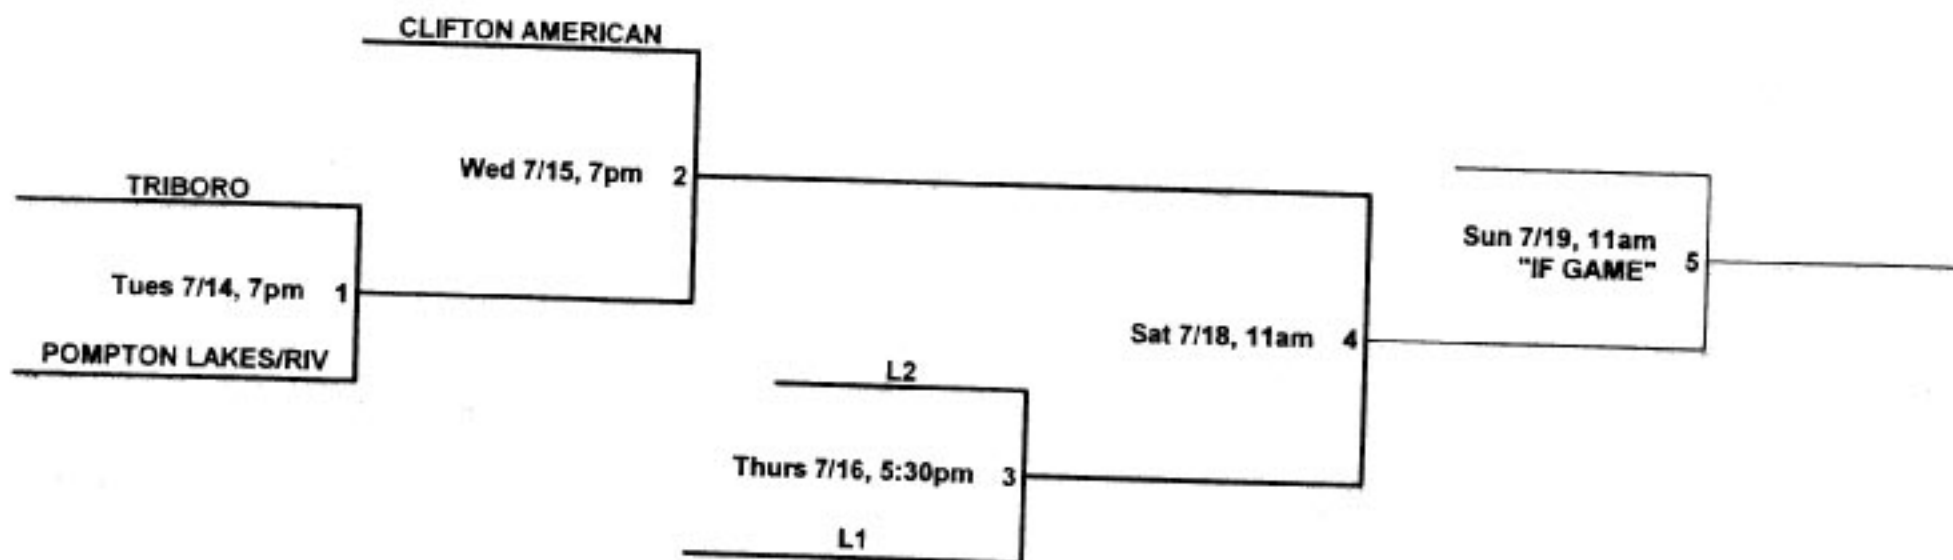 CLIFTON AMERICAN
Wed 7/15, 7pm 2
TRIBORO
Tues 7/14, 7pm 1
POMPTON LAKES/RIV
Sun 7/19, 11am
"IF GAME" 5
Sat 7/18, 11am 4
L2
Thurs 7/16, 5:30pm 3
L1